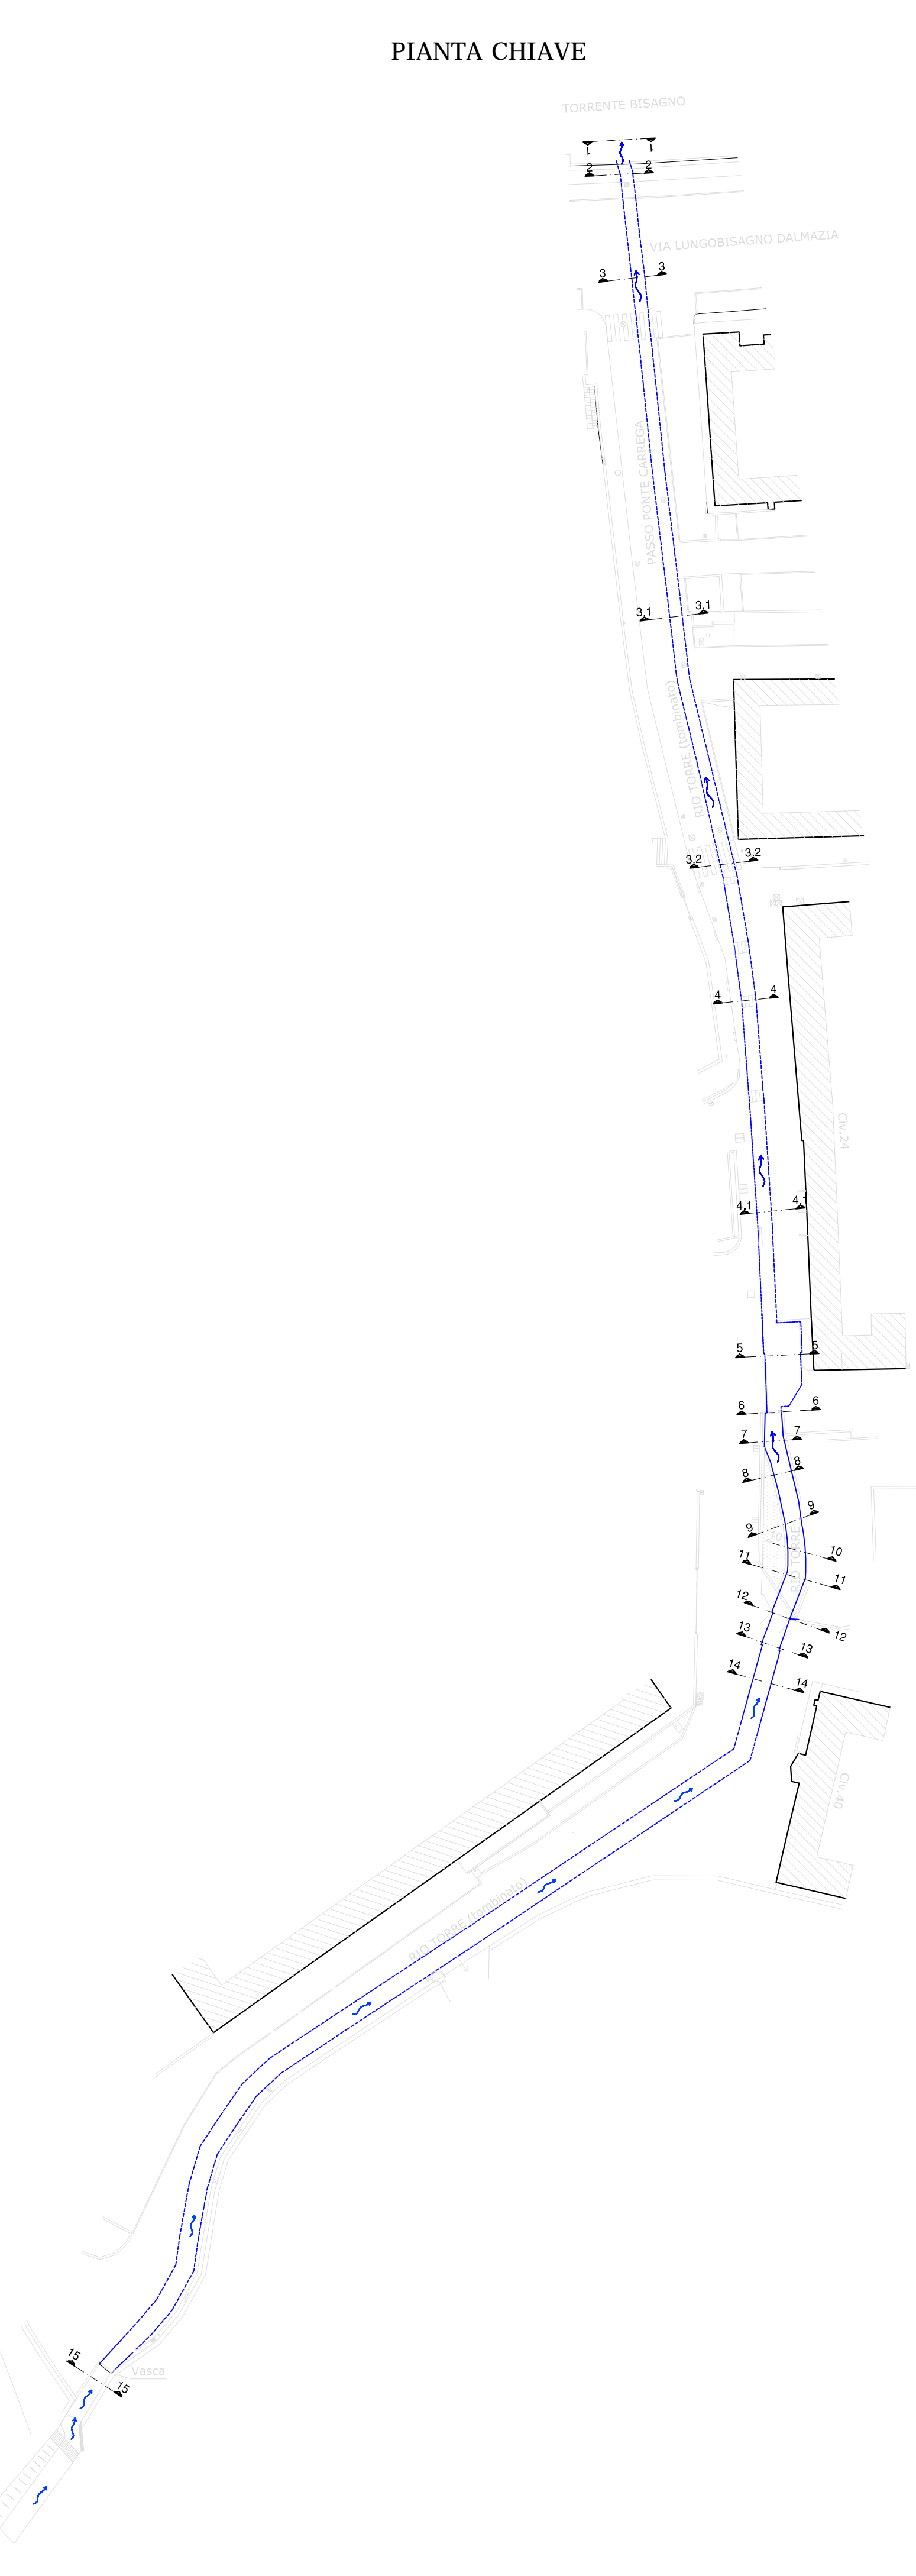 PIANTA CHIAVE
TORRENTE BISAGNO
1 1
2 2
VIA LUNGOBISAGNO DALMAZIA
3 3
PASSO PONTE CARREGA
3.1 3.1
RIO TORRE (tombinato)
3.2 3.2
4 4
Civ.24
4.1 4.1
5 5
6 6
7 7
8 8
9 9
10 10
RIO TORRE
11 11
12 12
13 13
14 14
Civ.40
RIO TORRE (tombinato)
15 15
Vasca